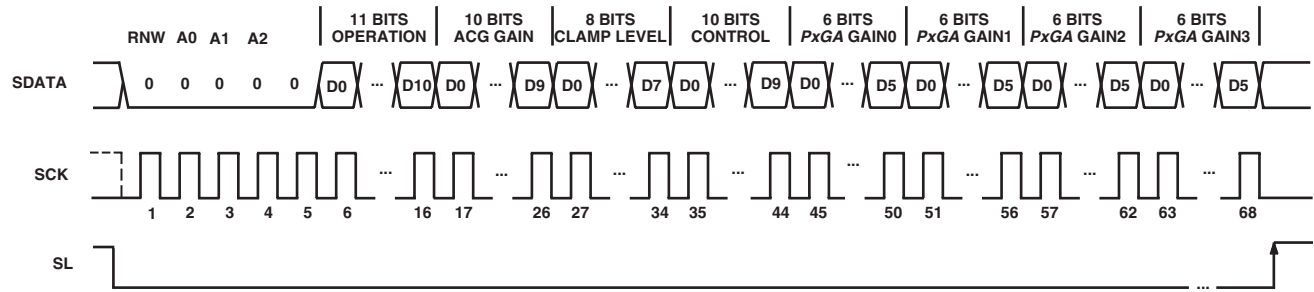 11 BITS OPERATION
10 BITS ACG GAIN
8 BITS CLAMP LEVEL
10 BITS CONTROL
6 BITS PxGA GAIN0
6 BITS PxGA GAIN1
6 BITS PxGA GAIN2
6 BITS PxGA GAIN3
RNW A0 A1 A2
SDATA 0 0 0 0 0 D0 ... D10 D0 ... D9 D0 ... D7 D0 ... D9 D0 ... D5 D0 ... D5 D0 ... D5 D0 ... D5
SCK ... ... ... ... ... ... ... ...
1 2 3 4 5 6 16 17 26 27 34 35 44 45 50 51 56 57 62 63 68
SL ...